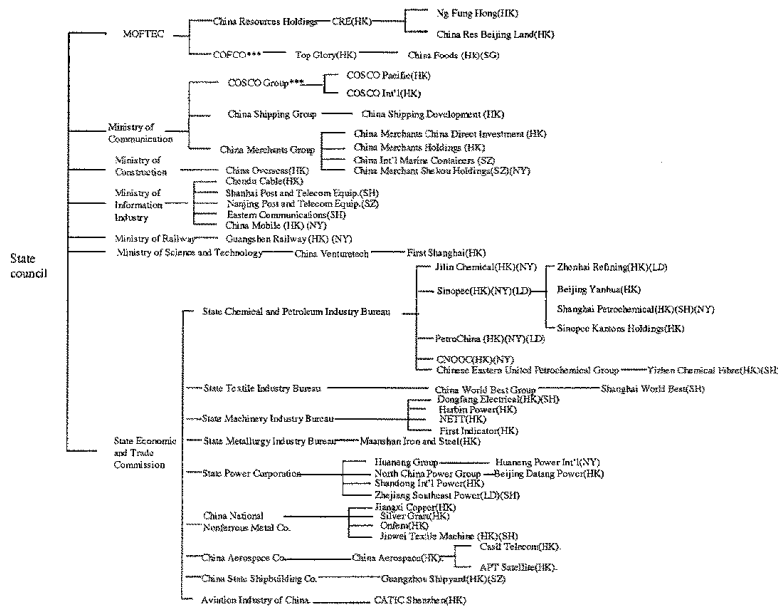 State council
MOFTEC
China Resources Holdings
CRE(HK)
Ng Fung Hong(HK)
China Res Beijing Land(HK)
COFCO***
Top Glory(HK)
China Foods (HK)(SG)
Ministry of Communication
COSCO Group***
COSCO Pacific(HK)
COSCO Int'l(HK)
China Shipping Group
China Shipping Development (HK)
China Merchants Group
China Merchants China Direct Investment (HK)
China Merchants Holdings (HK)
China Int'l Marine Containers (SZ)
China Merchant Shekou Holdings(SZ)(NY)
Ministry of Construction
China Overseas(HK)
Ministry of Information Industry
Chendu Cable(HK)
Shanhai Post and Telecom Equip.(SH)
Nanjing Post and Telecom Equip.(SZ)
Eastern Communications(SH)
China Mobile (HK) (NY)
Ministry of Railway
Guangshen Railway (HK) (NY)
Ministry of Science and Technology
China Venturetech
First Shanghai(HK)
State Economic and Trade Commission
State Chemical and Petroleum Industry Bureau
Jilin Chemical(HK)(NY)
Sinopec(HK)(NY)(LD)
Zhenhai Refining(HK)(LD)
Beijing Yanhua(HK)
Shanghai Petrochemical(HK)(SH)(NY)
Sinopec Kantons Holdings(HK)
PetroChina (HK)(NY)(LD)
CNOOC(HK)(NY)
Chinese Eastern United Petrochemical Group
Yizhen Chemical Fibre(HK)(SH)
State Textile Industry Bureau
China World Best Group
Shanghai World Best(SH)
State Machinery Industry Bureau
Dongfang Electrical(HK)(SH)
Harbin Power(HK)
NETT(HK)
First Indicator(HK)
State Metallurgy Industry Bureau
Maanshan Iron and Steel(HK)
State Power Corporation
Huaneng Group
Huaneng Power Int'l(NY)
North China Power Group
Beijing Datang Power(HK)
Shandong Int'l Power(HK)
Zhejiang Southeast Power(LD)(SH)
China National Nonferrous Metal Co.
Jiangxi Copper(HK)
Silver Grant(HK)
Onfem(HK)
Jinwei Textile Machine (HK)(SH)
China Aerospace Co.
China Aerospace(HK).
Casil Telecom(HK).
APT Satellite(HK).
China State Shipbuilding Co.
Guangzhou Shipyard(HK)(SZ)
Aviation Industry of China
CATIC Shenzhen(HK)